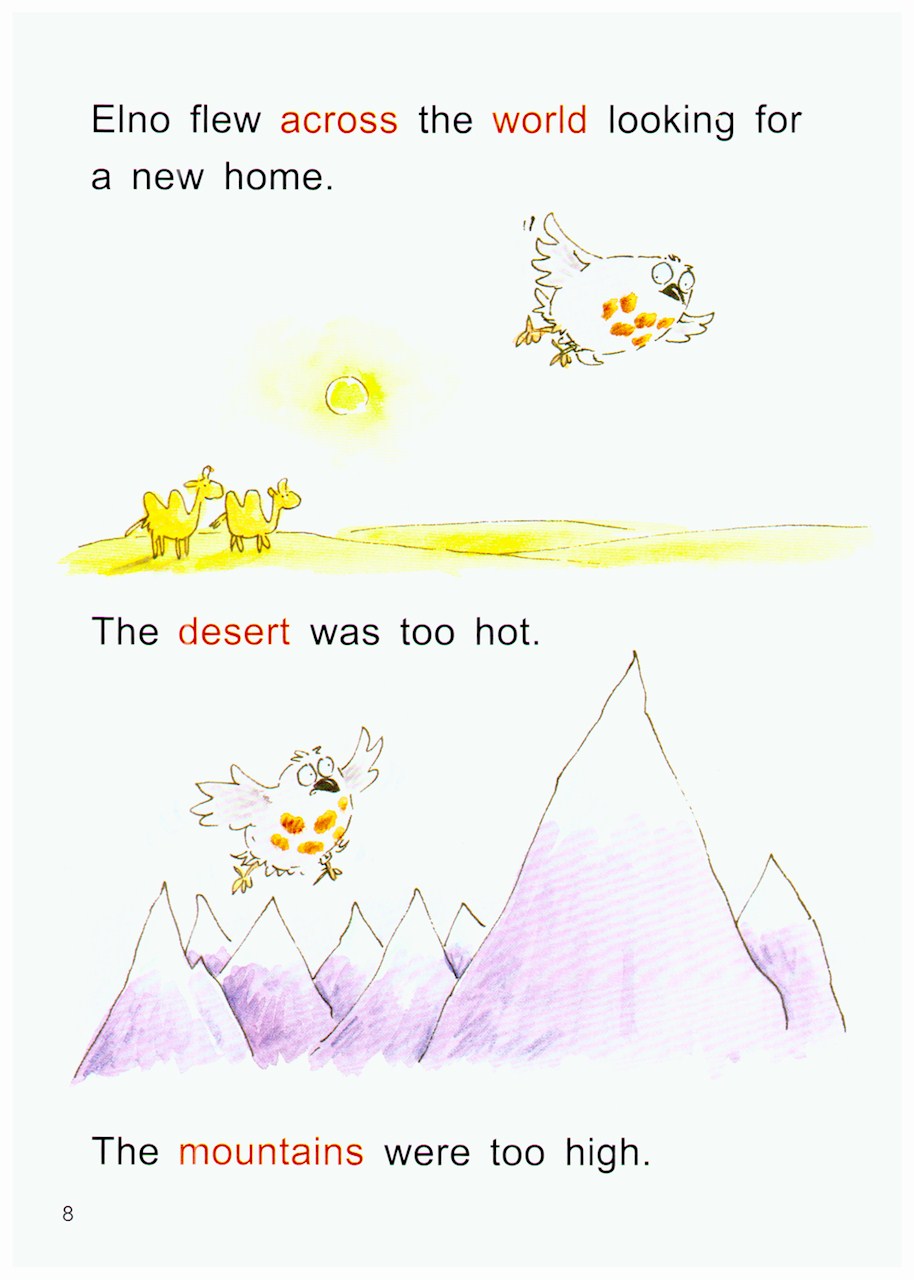 Elno flew across the world looking for
a new home.
The desert was too hot.
The mountains were too high.
8